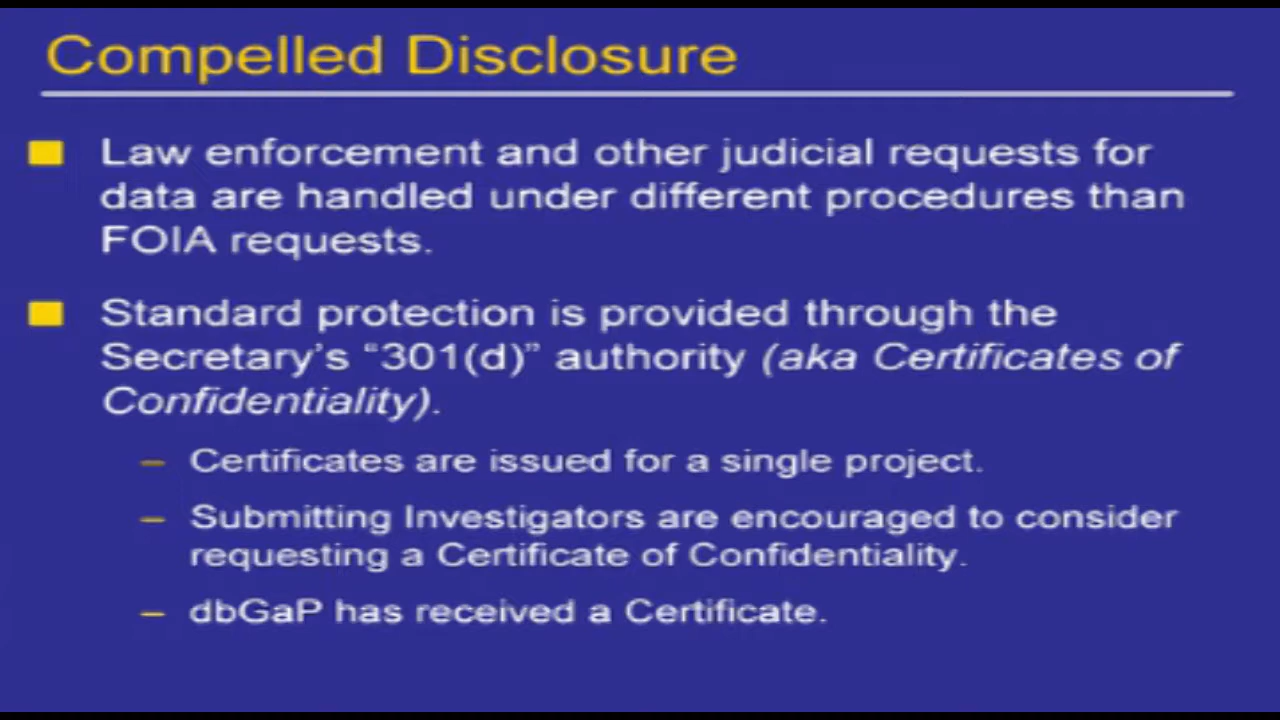 Compelled Disclosure
Law enforcement and other judicial requests for
data are handled under different procedures than
FOIA requests.
Standard protection is provided through the
Secretary's “301(d)” authority (aka Certificates of
Confidentiality).
– Certificates are issued for a single project.
– Submitting Investigators are encouraged to consider
requesting a Certificate of Confidentiality.
– dbGaP has received a Certificate.